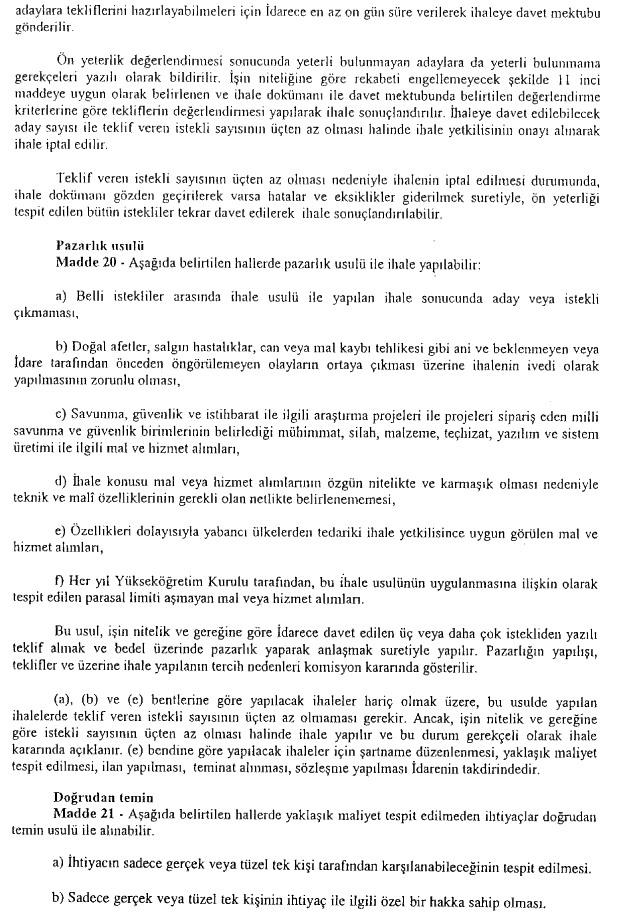 adaylara tekliflerini hazırlayabilmeleri için İdarece en az on gün süre verilerek ihaleye davet mektubu
gönderilir.
Ön yeterlik değerlendirmesi sonucunda yeterli bulunmayan adaylara da yeterli bulunmama
gerekçeleri yazılı olarak bildirilir. İşin niteliğine göre rekabeti engellemeyecek şekilde 11 inci
maddeye uygun olarak belirlenen ve ihale dokümanı ile davet mektubunda belirtilen değerlendirme
kriterlerine göre tekliflerin değerlendirmesi yapılarak ihale sonuçlandırılır. İhaleye davet edilebilecek
aday sayısı ile teklif veren istekli sayısının üçten az olması halinde ihale yetkilisinin onayı alınarak
ihale iptal edilir.
Teklif veren istekli sayısının üçten az olması nedeniyle ihalenin iptal edilmesi durumunda,
ihale dokümanı gözden geçirilerek varsa hatalar ve eksiklikler giderilmek suretiyle, ön yeterliği
tespit edilen bütün istekliler tekrar davet edilerek ihale sonuçlandırılabilir.
Pazarlık usulü
Madde 20 - Aşağıda belirtilen hallerde pazarlık usulü ile ihale yapılabilir:
a) Belli istekliler arasında ihale usulü ile yapılan ihale sonucunda aday veya istekli
çıkmaması,
b) Doğal afetler, salgın hastalıklar, can veya mal kaybı tehlikesi gibi ani ve beklenmeyen veya
İdare tarafından önceden öngörülemeyen olayların ortaya çıkması üzerine ihalenin ivedi olarak
yapılmasının zorunlu olması,
c) Savunma, güvenlik ve istihbarat ile ilgili araştırma projeleri ile projeleri sipariş eden milli
savunma ve güvenlik birimlerinin belirlediği mühimmat, silah, malzeme, teçhizat, yazılım ve sistem
üretimi ile ilgili mal ve hizmet alımları,
d) İhale konusu mal veya hizmet alımlarının özgün nitelikte ve karmaşık olması nedeniyle
teknik ve malî özelliklerinin gerekli olan netlikte belirlenememesi,
e) Özellikleri dolayısıyla yabancı ülkelerden tedariki ihale yetkilisince uygun görülen mal ve
hizmet alımları,
f) Her yıl Yükseköğretim Kurulu tarafından, bu ihale usulünün uygulanmasına ilişkin olarak
tespit edilen parasal limiti aşmayan mal veya hizmet alımları.
Bu usul, işin nitelik ve gereğine göre İdarece davet edilen üç veya daha çok istekliden yazılı
teklif almak ve bedel üzerinde pazarlık yaparak anlaşmak suretiyle yapılır. Pazarlığın yapılışı,
teklifler ve üzerine ihale yapılanın tercih nedenleri komisyon kararında gösterilir.
(a), (b) ve (e) bentlerine göre yapılacak ihaleler hariç olmak üzere, bu usulde yapılan
ihalelerde teklif veren istekli sayısının üçten az olmaması gerekir. Ancak, işin nitelik ve gereğine
göre istekli sayısının üçten az olması halinde ihale yapılır ve bu durum gerekçeli olarak ihale
kararında açıklanır. (e) bendine göre yapılacak ihaleler için şartname düzenlenmesi, yaklaşık maliyet
tespit edilmesi, ilan yapılması, teminat alınması, sözleşme yapılması İdarenin takdirindedir.
Doğrudan temin
Madde 21 - Aşağıda belirtilen hallerde yaklaşık maliyet tespit edilmeden ihtiyaçlar doğrudan
temin usulü ile alınabilir.
a) İhtiyacın sadece gerçek veya tüzel tek kişi tarafından karşılanabileceğinin tespit edilmesi.
b) Sadece gerçek veya tüzel tek kişinin ihtiyaç ile ilgili özel bir hakka sahip olması.